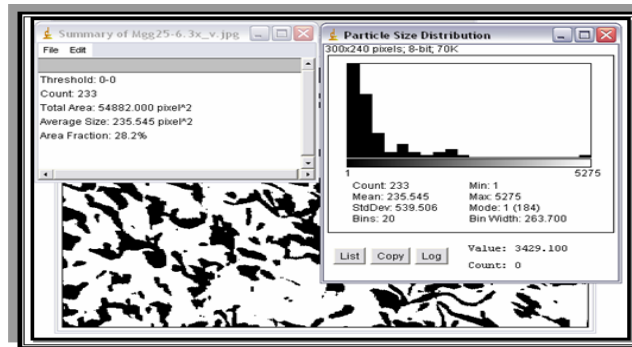 Summary of Mgg25-6.3x_v.jpg
File Edit
Threshold: 0-0
Count: 233
Total Area: 54882.000 pixel^2
Average Size: 235.545 pixel^2
Area Fraction: 28.2%
Particle Size Distribution
300x240 pixels; 8-bit; 70K
1 5275
Count: 233 Min: 1
Mean: 235.545 Max: 5275
StdDev: 539.506 Mode: 1 (184)
Bins: 20 Bin Width: 263.700
List Copy Log
Value: 3429.100
Count: 0